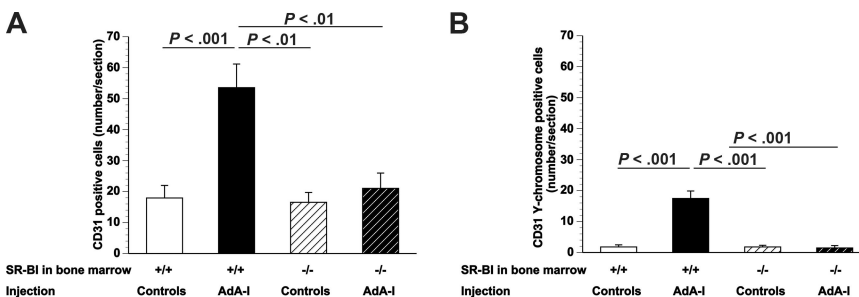 A
P < .01
P < .001
P < .01
CD31 positive cells (number/section)
70
60
50
40
30
20
10
0
SR-BI in bone marrow +/+ +/+ -/- -/-
Injection Controls AdA-I Controls AdA-I
B
P < .001
P < .001
P < .001
CD31 Y-chromosome positive cells
(number/section)
70
60
50
40
30
20
10
0
SR-BI in bone marrow +/+ +/+ -/- -/-
Injection Controls AdA-I Controls AdA-I